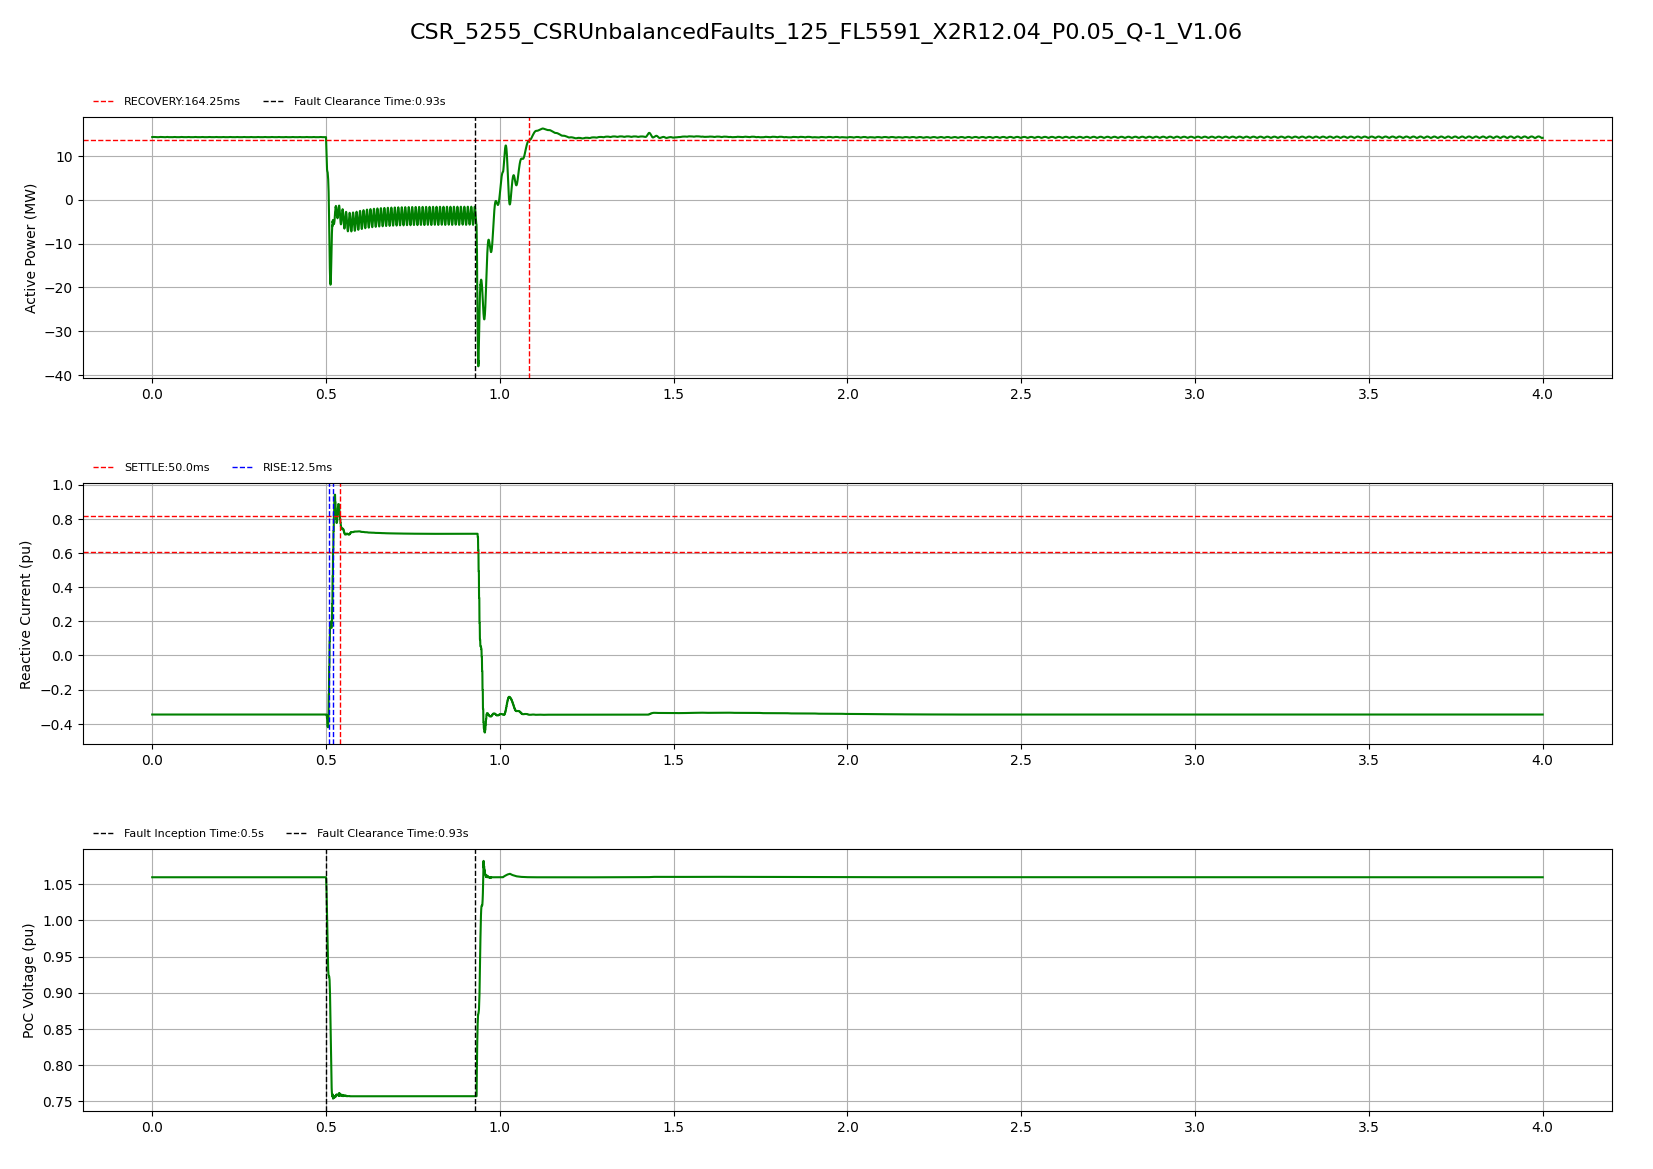 CSR_5255_CSRUnbalancedFaults_125_FL5591_X2R12.04_P0.05_Q-1_V1.06
RECOVERY:164.25ms Fault Clearance Time:0.93s
Active Power (MW)
10
0
−10
−20
−30
−40
0.0 0.5 1.0 1.5 2.0 2.5 3.0 3.5 4.0
SETTLE:50.0ms RISE:12.5ms
Reactive Current (pu)
1.0
0.8
0.6
0.4
0.2
0.0
−0.2
−0.4
0.0 0.5 1.0 1.5 2.0 2.5 3.0 3.5 4.0
Fault Inception Time:0.5s Fault Clearance Time:0.93s
PoC Voltage (pu)
1.05
1.00
0.95
0.90
0.85
0.80
0.75
0.0 0.5 1.0 1.5 2.0 2.5 3.0 3.5 4.0